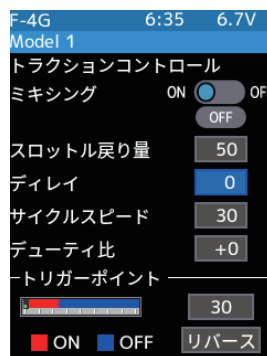 F-4G 6:35 6.7V
Model 1
トラクションコントロール
ミキシング ON OF
OFF
スロットル戻り量 50
ディレイ 0
サイクルスピード 30
デューティ比 +0
トリガーポイント
30
ON OFF リバース